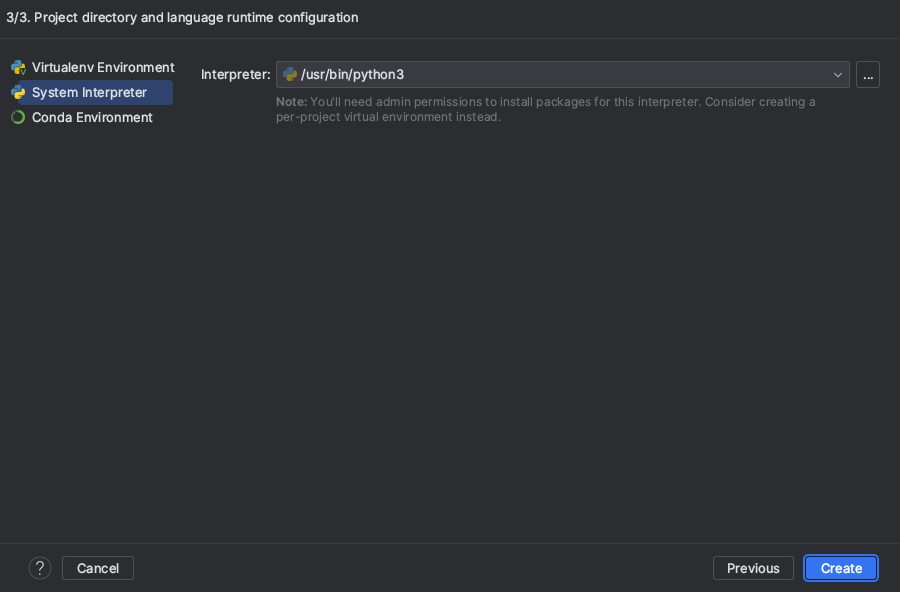 3/3. Project directory and language runtime configuration
Virtualenv Environment
System Interpreter
Conda Environment
Interpreter: /usr/bin/python3 ...
Note: You'll need admin permissions to install packages for this interpreter. Consider creating a
per-project virtual environment instead.
? Cancel Previous Create